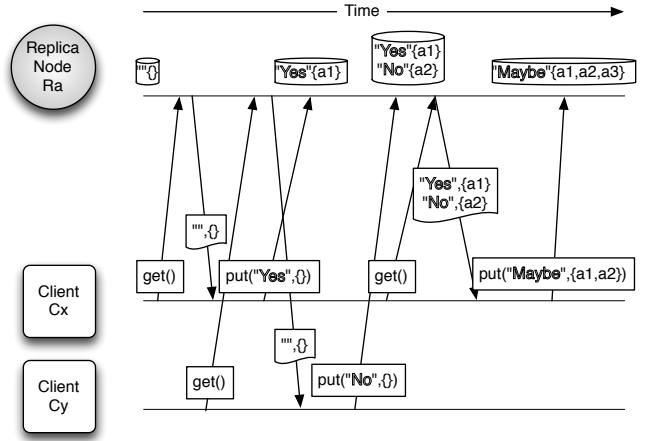 Time
Replica
Node
Ra
""{}
"Yes"{a1}
"Yes"{a1}
"No"{a2}
"Maybe"{a1,a2,a3}
"Yes",{a1}
"No",{a2}
"",{}
Client
Cx
get()
put("Yes",{})
get()
put("Maybe",{a1,a2})
"",{}
Client
Cy
get()
put("No",{})